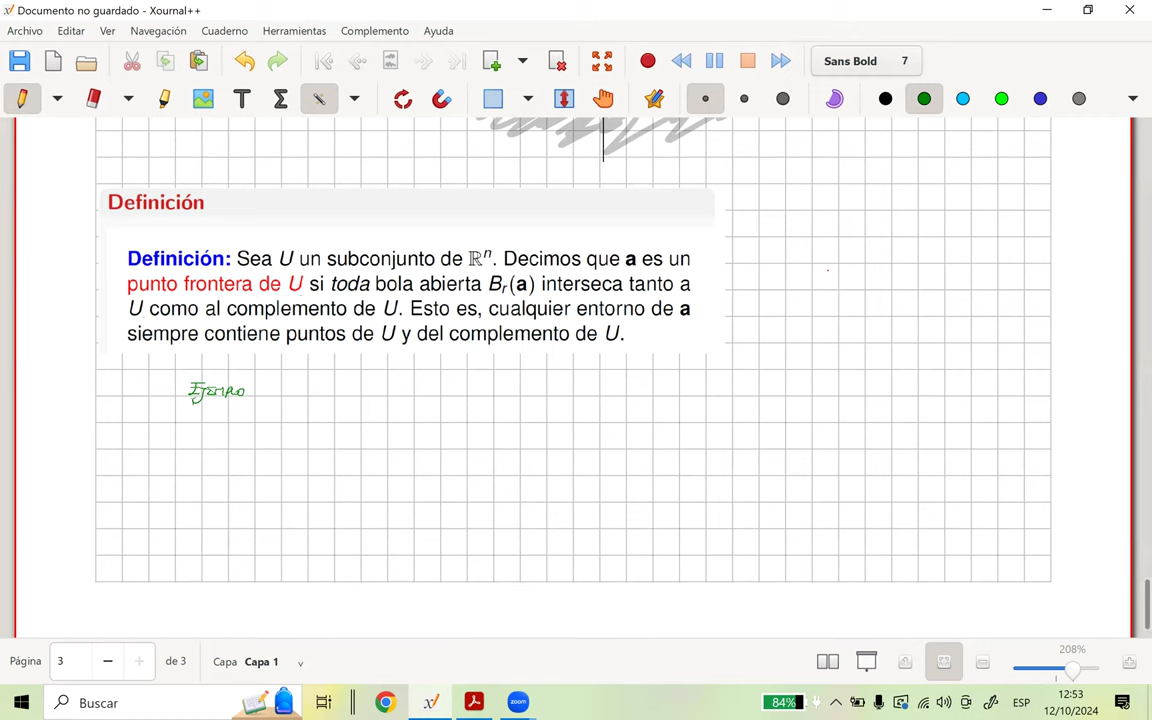 Documento no guardado - Xournal++
Archivo Editar Ver Navegación Cuaderno Herramientas Complemento Ayuda
Sans Bold 7
Definición
Definición: Sea U un subconjunto de ℝⁿ. Decimos que a es un
punto frontera de U si toda bola abierta Bᵣ(a) interseca tanto a
U como al complemento de U. Esto es, cualquier entorno de a
siempre contiene puntos de U y del complemento de U.
Página 3 de 3 Capa Capa 1 208%
Buscar 84% ESP 12:53
12/10/2024